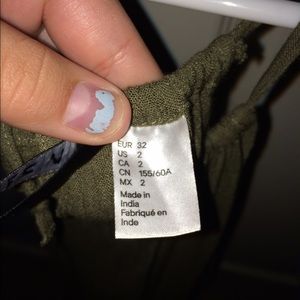 EUR 32
US 2
CA 2
CN 155/60A
MX 2
Made in
India
Fabriqué en
Inde